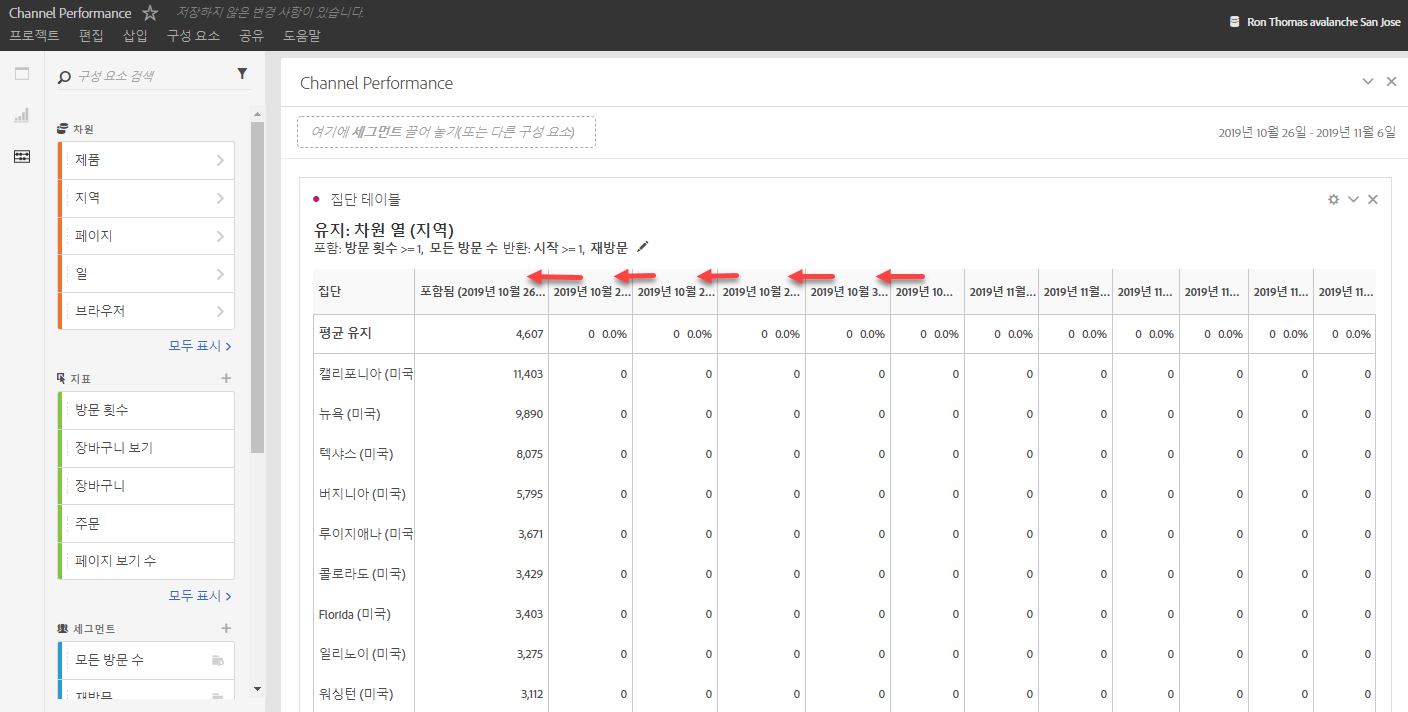 Channel Performance 저장하지 않은 변경 사항이 있습니다.
프로젝트 편집 삽입 구성 요소 공유 도움말
Ron Thomas avalanche San Jose
구성 요소 검색
차원
제품
지역
페이지
일
브라우저
모두 표시
지표
방문 횟수
장바구니 보기
장바구니
주문
페이지 보기 수
모두 표시
세그먼트
모든 방문 수
재방문
Channel Performance
여기에 세그먼트 끌어 놓기(또는 다른 구성 요소)
2019년 10월 26일 - 2019년 11월 6일
집단 테이블
유지: 차원 열 (지역)
포함: 방문 횟수 >= 1, 모든 방문 수 반환: 시작 >= 1, 재방문
집단 포함됨 (2019년 10월 26... 2019년 10월 2... 2019년 10월 2... 2019년 10월 2... 2019년 10월 3... 2019년 10... 2019년 11월... 2019년 11월... 2019년 11... 2019년 11... 2019년 11... 2019년 11...
평균 유지 4,607 0 0.0% 0 0.0% 0 0.0% 0 0.0% 0 0.0% 0 0.0% 0 0.0% 0 0.0% 0 0.0% 0 0.0% 0 0.0%
캘리포니아 (미국 11,403 0 0 0 0 0 0 0 0 0 0 0
뉴욕 (미국) 9,890 0 0 0 0 0 0 0 0 0 0 0
텍사스 (미국) 8,075 0 0 0 0 0 0 0 0 0 0 0
버지니아 (미국) 5,795 0 0 0 0 0 0 0 0 0 0 0
루이지애나 (미국 3,671 0 0 0 0 0 0 0 0 0 0 0
콜로라도 (미국) 3,429 0 0 0 0 0 0 0 0 0 0 0
Florida (미국) 3,403 0 0 0 0 0 0 0 0 0 0 0
일리노이 (미국) 3,275 0 0 0 0 0 0 0 0 0 0 0
워싱턴 (미국) 3,112 0 0 0 0 0 0 0 0 0 0 0